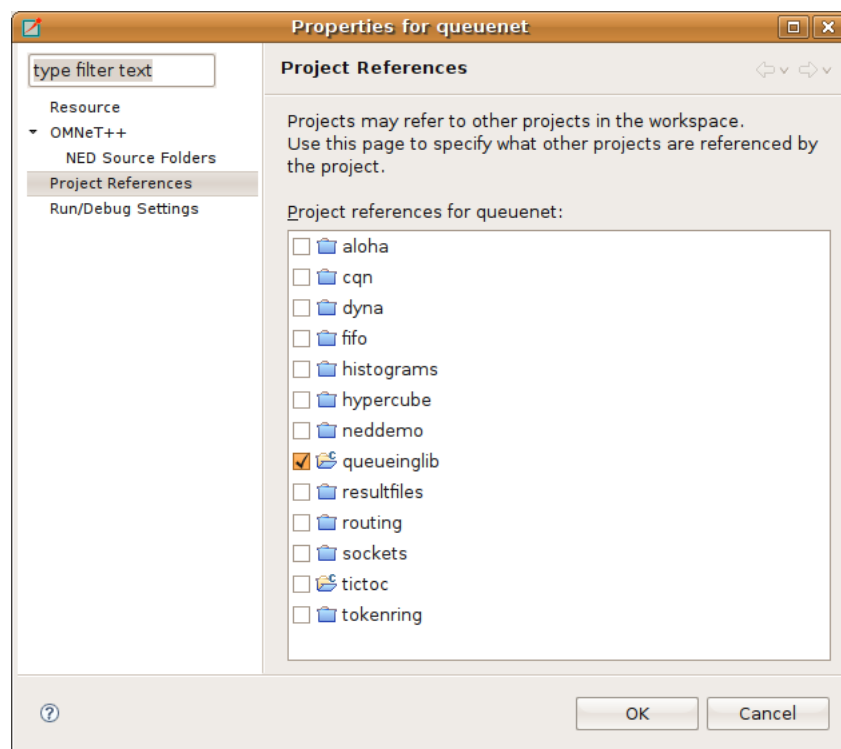 Properties for queuenet
type filter text
Resource
OMNeT++
NED Source Folders
Project References
Run/Debug Settings
Project References
Projects may refer to other projects in the workspace.
Use this page to specify what other projects are referenced by
the project.
Project references for queuenet:
aloha
cqn
dyna
fifo
histograms
hypercube
neddemo
queueinglib
resultfiles
routing
sockets
tictoc
tokenring
OK
Cancel